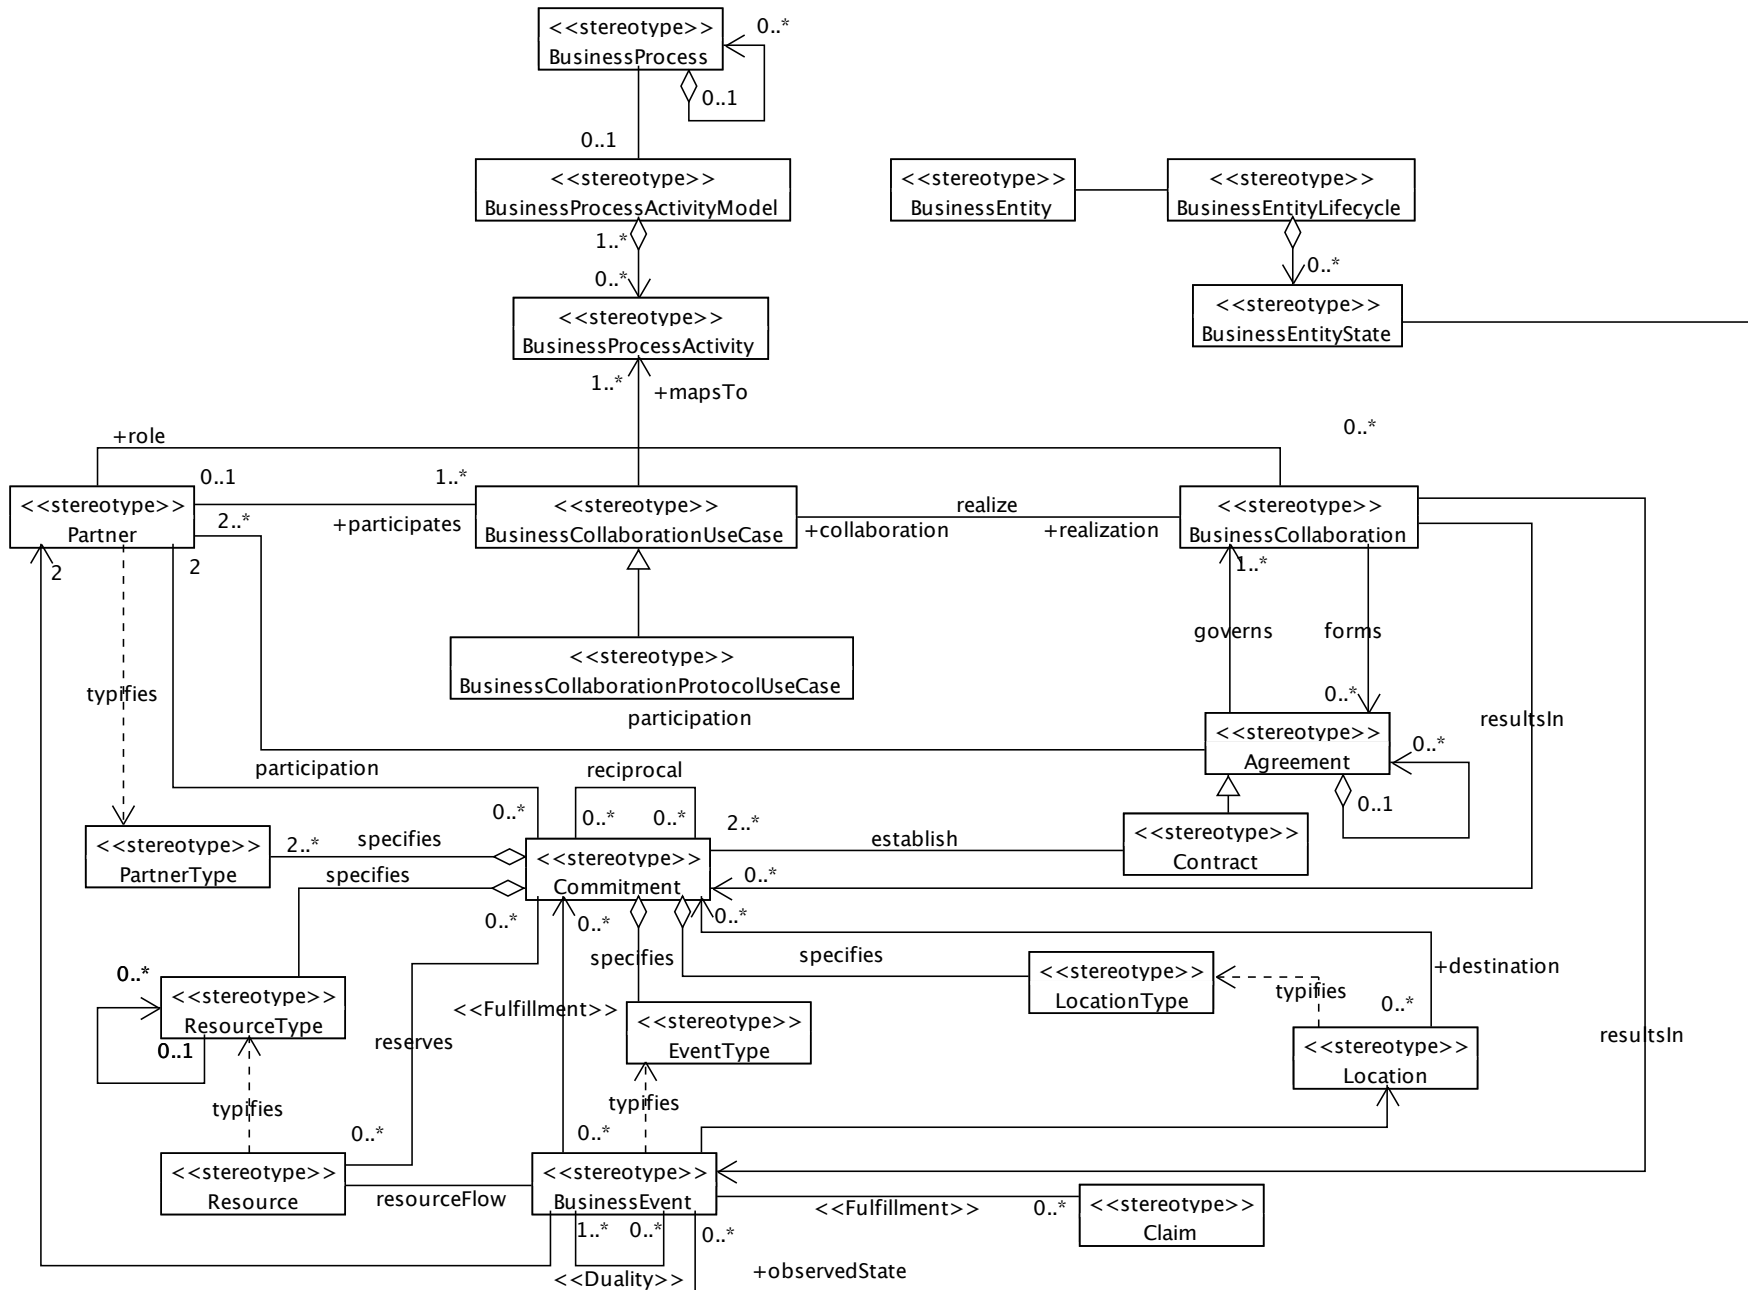 <<stereotype>>
BusinessProcess
0..*
0..1
0..1
<<stereotype>>
BusinessProcessActivityModel
<<stereotype>>
BusinessEntity
<<stereotype>>
BusinessEntityLifecycle
1..*
0..*
0..*
<<stereotype>>
BusinessProcessActivity
<<stereotype>>
BusinessEntityState
1..*
+mapsTo
+role
0..*
0..1
1..*
<<stereotype>>
Partner
+participates
<<stereotype>>
BusinessCollaborationUseCase
realize
+collaboration
+realization
<<stereotype>>
BusinessCollaboration
2..*
2
2
1..*
governs
forms
<<stereotype>>
BusinessCollaborationProtocolUseCase
typifies
0..*
participation
resultsIn
<<stereotype>>
Agreement
0..*
0..1
participation
reciprocal
0..*
0..*
0..*
2..*
establish
<<stereotype>>
Contract
<<stereotype>>
PartnerType
2..*
specifies
specifies
<<stereotype>>
Commitment
0..*
0..*
0..*
0..*
specifies
specifies
+destination
0..*
<<stereotype>>
ResourceType
0..1
<<Fulfillment>>
reserves
<<stereotype>>
EventType
<<stereotype>>
LocationType
typifies
0..*
<<stereotype>>
Location
resultsIn
typifies
typifies
0..*
0..*
<<stereotype>>
Resource
resourceFlow
<<stereotype>>
BusinessEvent
<<Fulfillment>>
0..*
<<stereotype>>
Claim
1..*
0..*
0..*
<<Duality>>
+observedState